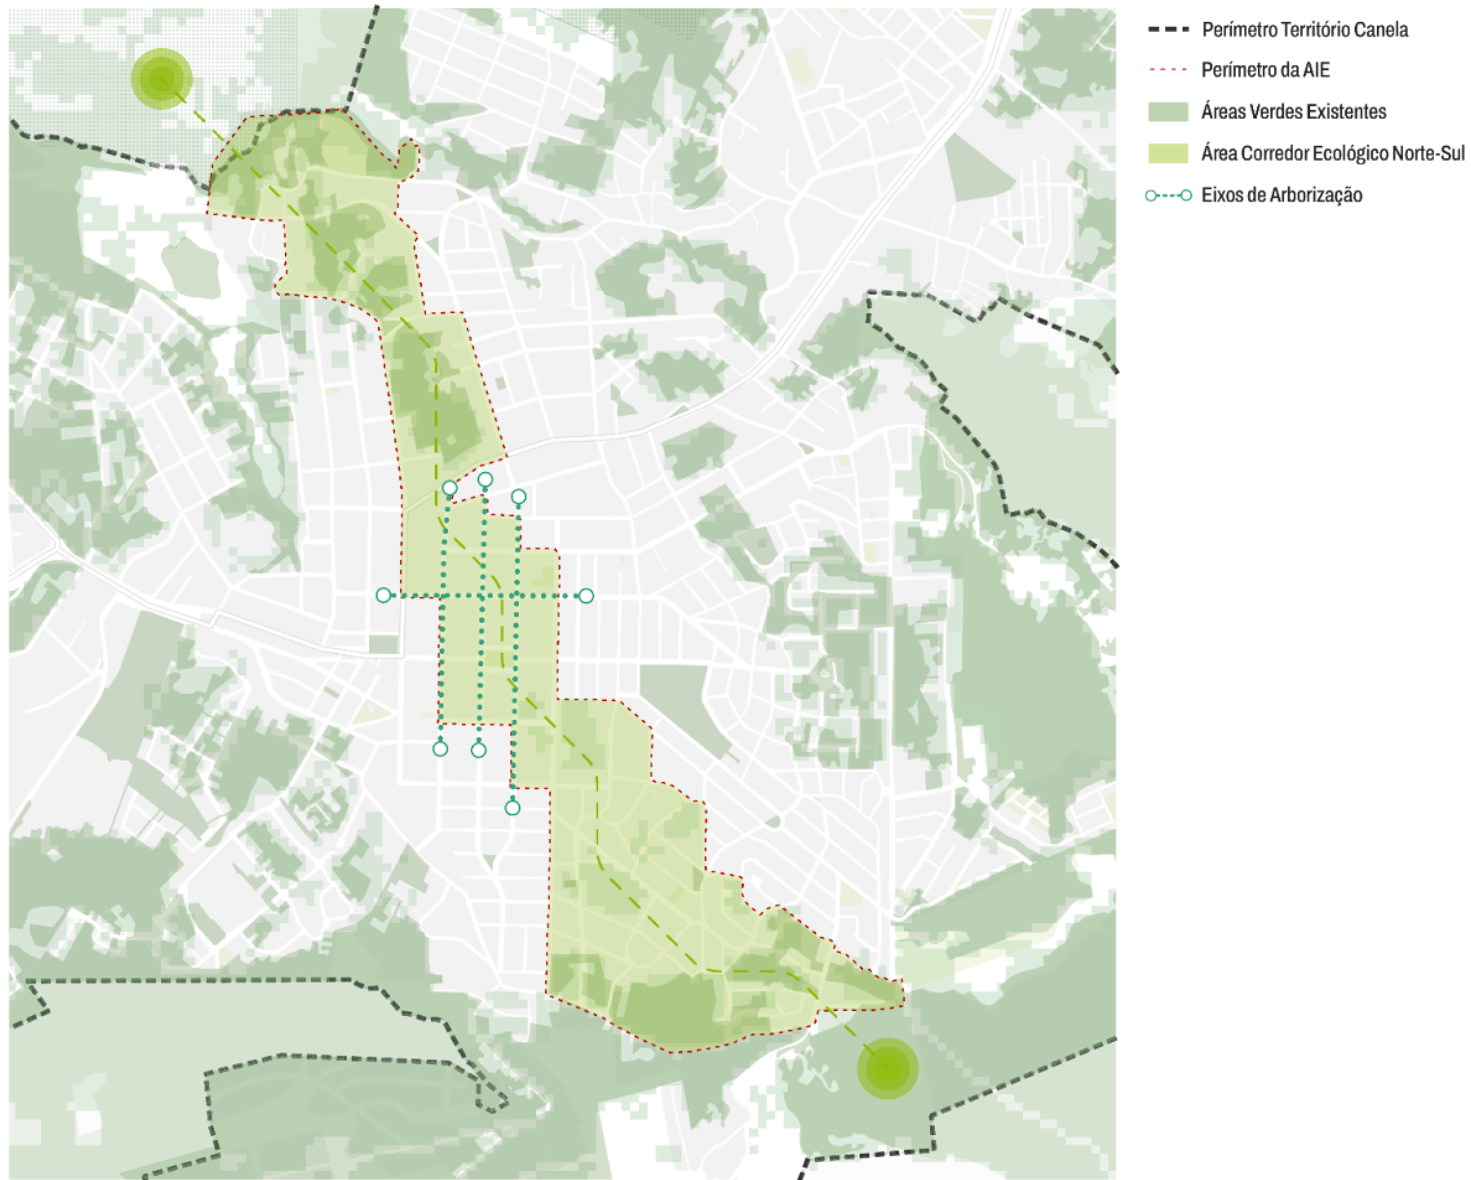 Perímetro Território Canela
Perímetro da AIE
Áreas Verdes Existentes
Área Corredor Ecológico Norte-Sul
Eixos de Arborização